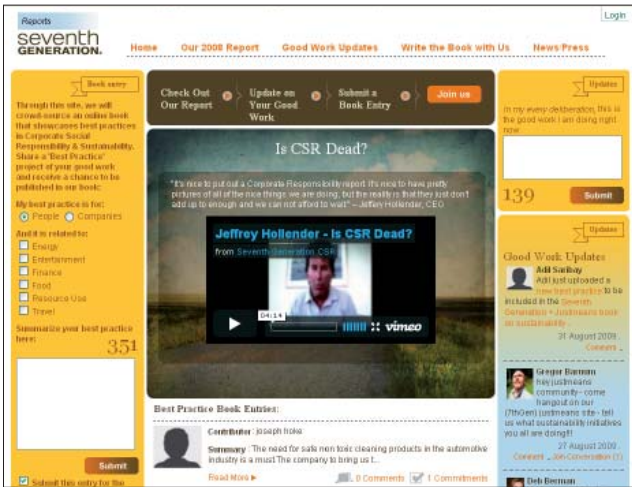 Login
Reports
seventh
GENERATION.
Home Our 2008 Report Good Work Updates Write the Book with Us News/Press
Book entry
Through this site, we will
crowd-source an online book
that showcases best practices
in Corporate Social
Responsibility & Sustainability.
Share a 'Best Practice'
project of your good work
and receive a chance to be
published in our book:
My best practice is for:
People Companies
And it is related to:
Energy
Entertainment
Finance
Food
Resource Use
Travel
Summarize your best practice
here:
351
Submit
Submit this entry for the
Check Out
Our Report
Update on
Your Good
Work
Submit a
Book Entry
Join us
Is CSR Dead?
"It's nice to put out a Corporate Responsibility report. It's nice to have pretty
pictures of all of the nice things we are doing, but the reality is that they just don't
add up to enough and we can not afford to wait" – Jeffrey Hollender, CEO
Jeffrey Hollender - Is CSR Dead?
from Seventh Generation CSR
04:14
vimeo
Best Practice Book Entries:
Contributor: joseph hoke
Summary: The need for safe non toxic cleaning products in the automotive
industry is a must.The company to bring us t...
Read More
0 Comments 1 Commitments
Updates
In my every deliberation, this is
the good work I am doing right
now:
139
Submit
Updates
Good Work Updates
Adil Saribay
Adil just uploaded a
new best practice to be
included in the Seventh
Generation + Justmeans book
on sustainability .
31 August 2009 .
Comment
Gregor Barnum
hey justmeans
community-- come
hangout on our
(7thGen) justmeans site-- tell
us what sustainability initiatives
you all are doing!!!
27 August 2009 .
Comment Join Conversation (1)
Deb Berman